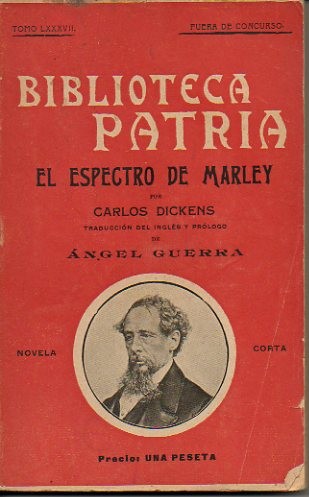 TOMO LXXXVII.
FUERA DE CONCURSO.
BIBLIOTECA
PATRIA
EL ESPECTRO DE MARLEY
POR
CARLOS DICKENS
TRADUCCIÓN DEL INGLÉS Y PRÓLOGO
DE
ÁNGEL GUERRA
NOVELA
CORTA
Precio: UNA PESETA